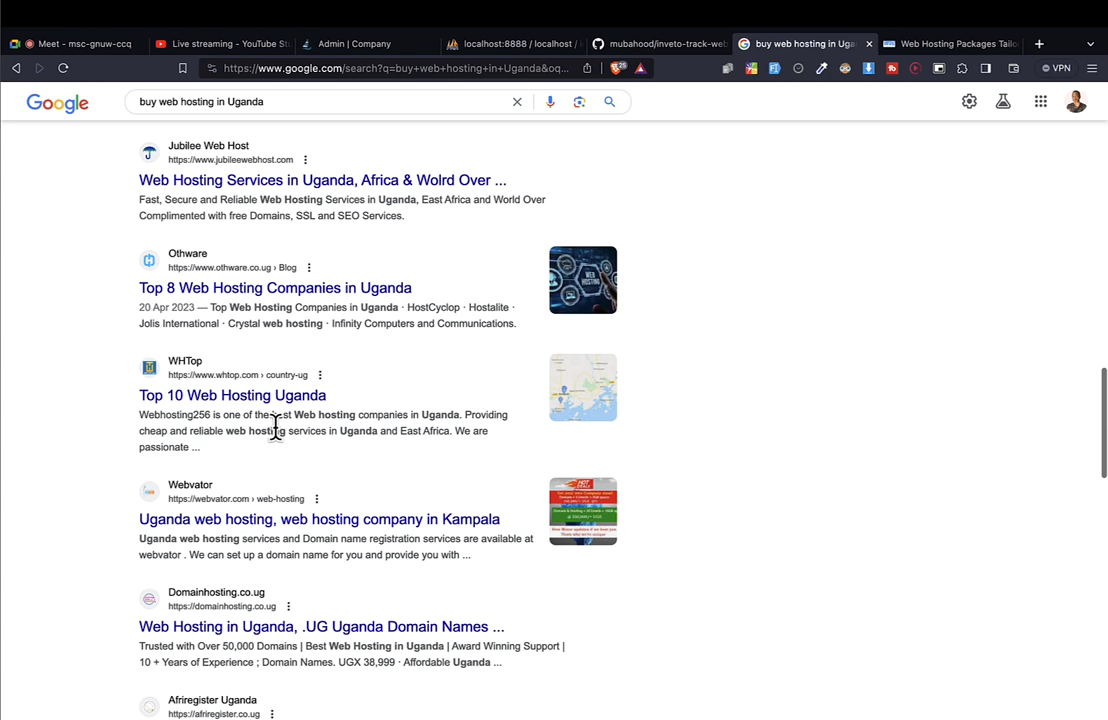 Meet - msc-gnuw-ccq
Live streaming - YouTube St
Admin | Company
localhost:8888 / localhost / i
mubahood/inveto-track-web
buy web hosting in Uga
Web Hosting Packages Tailo
https://www.google.com/search?q=buy+web+hosting+in+Uganda&oq...
25
VPN
Google
buy web hosting in Uganda
Jubilee Web Host
https://www.jubileewebhost.com
Web Hosting Services in Uganda, Africa & Wolrd Over ...
Fast, Secure and Reliable Web Hosting Services in Uganda, East Africa and World Over
Complimented with free Domains, SSL and SEO Services.
Othware
https://www.othware.co.ug › Blog
Top 8 Web Hosting Companies in Uganda
20 Apr 2023 — Top Web Hosting Companies in Uganda · HostCyclop · Hostalite ·
Jolis International · Crystal web hosting · Infinity Computers and Communications.
WEB
HOSTING
WHTop
https://www.whtop.com › country-ug
Top 10 Web Hosting Uganda
Webhosting256 is one of the best Web hosting companies in Uganda. Providing
cheap and reliable web hosting services in Uganda and East Africa. We are
passionate ...
Webvator
https://webvator.com › web-hosting
Uganda web hosting, web hosting company in Kampala
Uganda web hosting services and Domain name registration services are available at
webvator . We can set up a domain name for you and provide you with ...
Domainhosting.co.ug
https://domainhosting.co.ug
Web Hosting in Uganda, .UG Uganda Domain Names ...
Trusted with Over 50,000 Domains | Best Web Hosting in Uganda | Award Winning Support |
10 + Years of Experience ; Domain Names. UGX 38,999 · Affordable Uganda ...
Afriregister Uganda
https://afriregister.co.ug